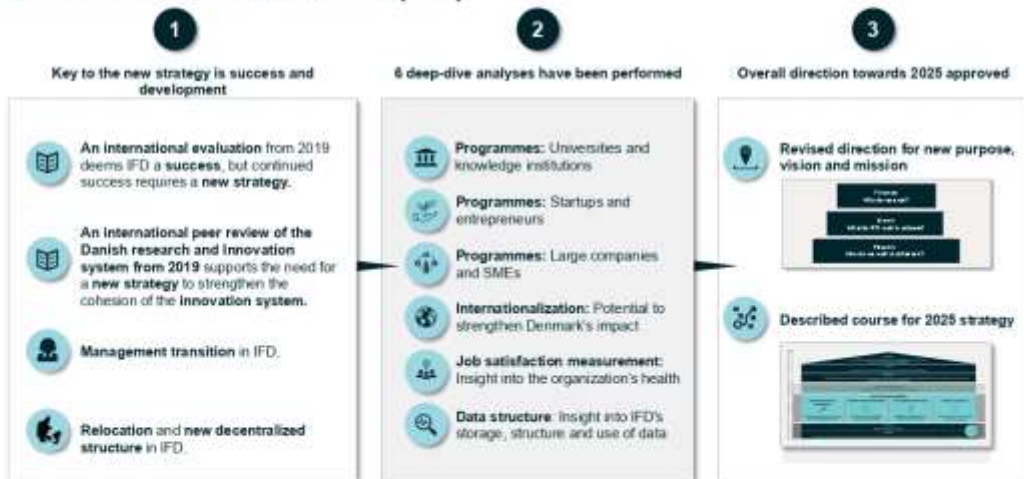 1
Key to the new strategy is success and
development
An international evaluation from 2019
deems IFD a success, but continued
success requires a new strategy.
An international peer review of the
Danish research and innovation
system from 2019 supports the need for
a new strategy to strengthen the
cohesion of the innovation system.
Management transition in IFD.
Relocation and new decentralized
structure in IFD.
2
6 deep-dive analyses have been performed
Programmes: Universities and
knowledge institutions
Programmes: Startups and
entrepreneurs
Programmes: Large companies
and SMEs
Internationalization: Potential to
strengthen Denmark's impact
Job satisfaction measurement:
Insight into the organization's health
Data structure: Insight into IFD's
storage, structure and use of data
3
Overall direction towards 2025 approved
Revised direction for new purpose,
vision and mission
Described course for 2025 strategy